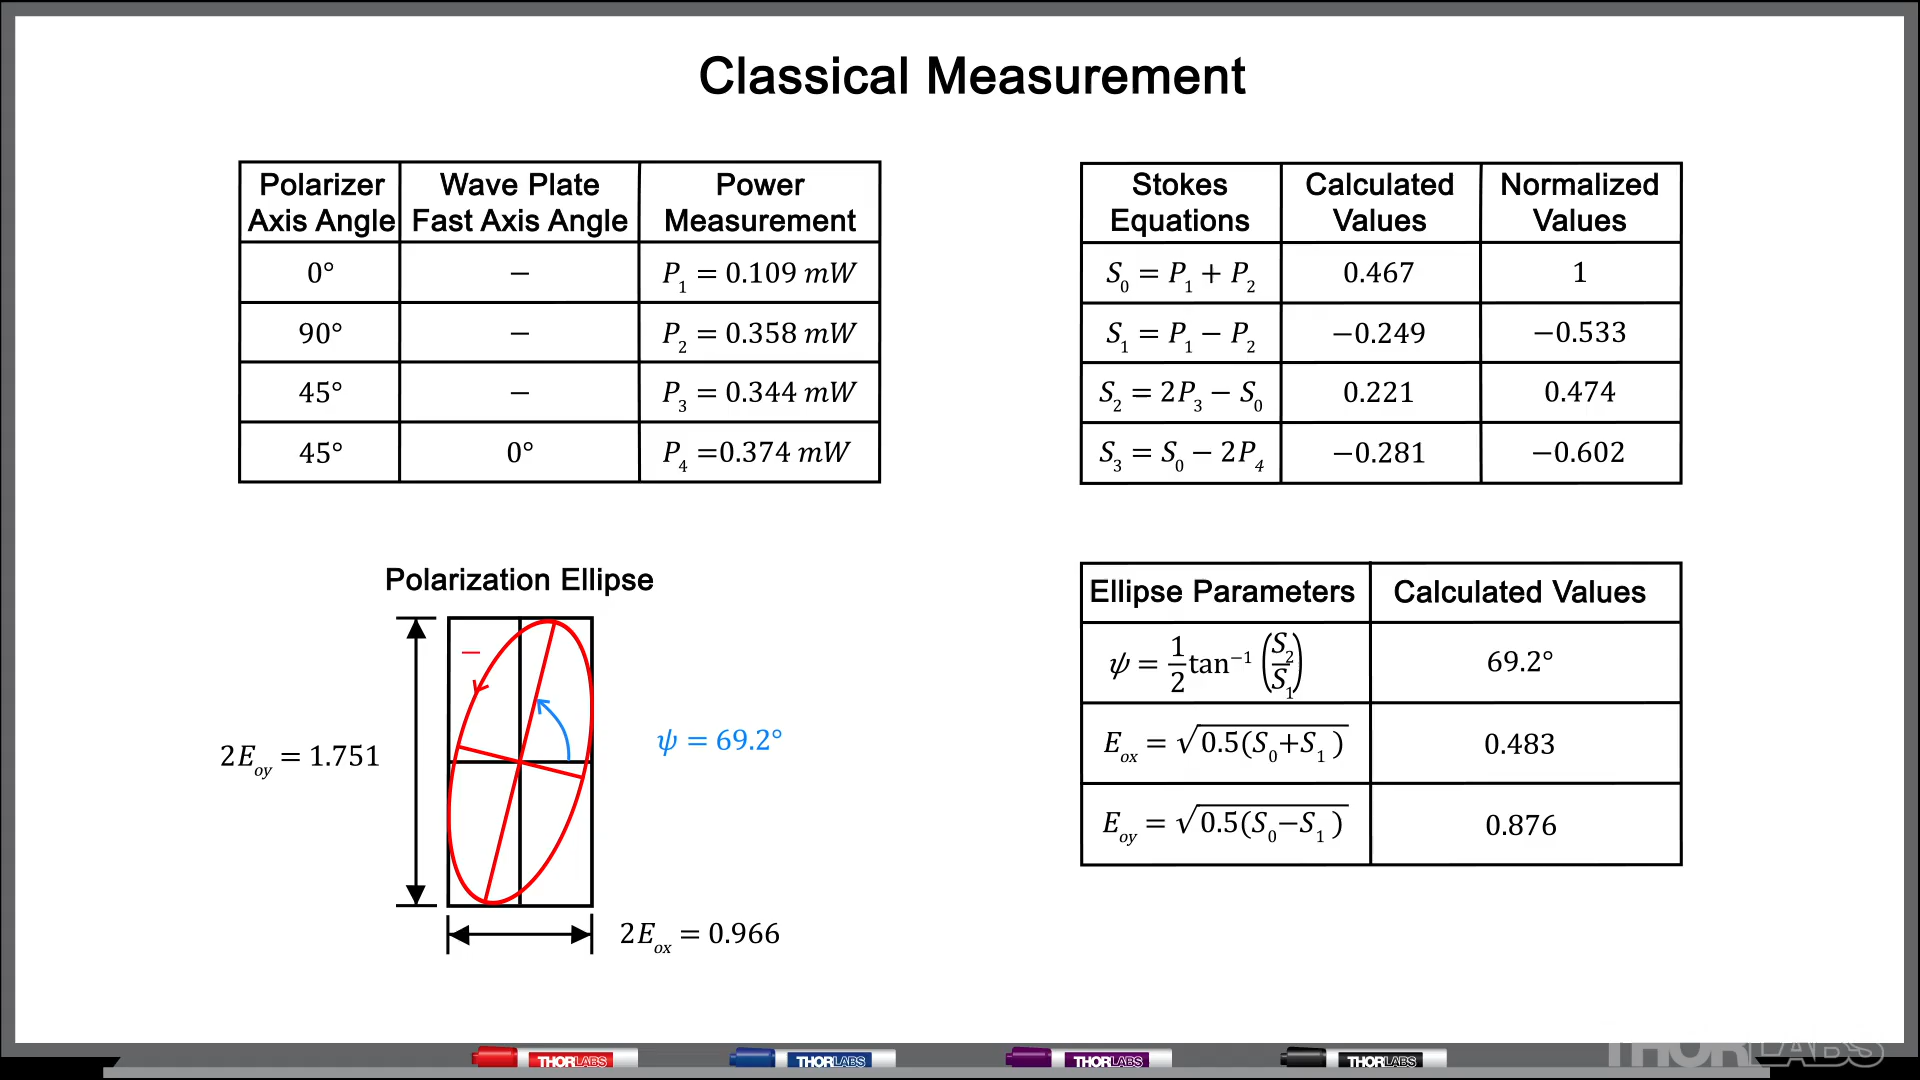 Classical Measurement
Polarizer Axis Angle | Wave Plate Fast Axis Angle | Power Measurement
0° | – | P₁ = 0.109 mW
90° | – | P₂ = 0.358 mW
45° | – | P₃ = 0.344 mW
45° | 0° | P₄ =0.374 mW
Stokes Equations | Calculated Values | Normalized Values
S₀ = P₁ + P₂ | 0.467 | 1
S₁ = P₁ − P₂ | −0.249 | −0.533
S₂ = 2P₃ − S₀ | 0.221 | 0.474
S₃ = S₀ − 2P₄ | −0.281 | −0.602
Polarization Ellipse
−
2E_oy = 1.751
ψ = 69.2°
2E_ox = 0.966
Ellipse Parameters | Calculated Values
ψ = 1/2 tan⁻¹ (S₂/S₁) | 69.2°
E_ox = √0.5(S₀+S₁ ) | 0.483
E_oy = √0.5(S₀−S₁ ) | 0.876
THORLABS
THORLABS
THORLABS
THORLABS
THORLABS